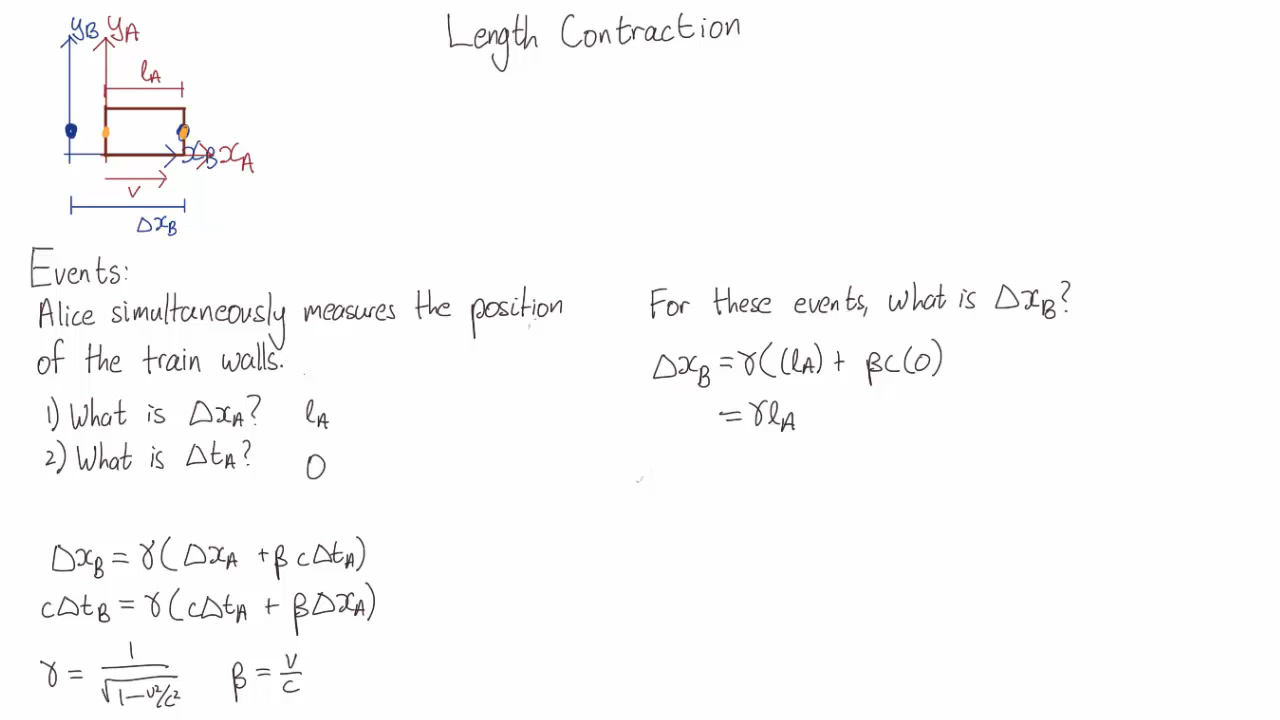 Length Contraction
yB yA
lA
xB xA
v
ΔxB
Events:
Alice simultaneously measures the position
of the train walls.
1) What is ΔxA? lA
2) What is ΔtA? 0
ΔxB = γ(ΔxA + β cΔtA)
cΔtB = γ(cΔtA + βΔxA)
γ = 1/√(1-v²/c²) β = v/c
For these events, what is ΔxB?
ΔxB = γ((lA) + βc(0)
= γlA